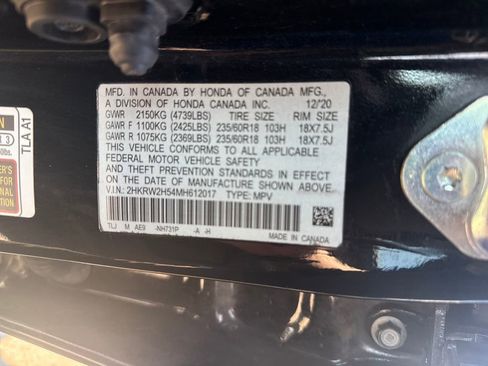 MFD. IN CANADA BY HONDA OF CANADA MFG.,
A DIVISION OF HONDA CANADA INC. 12/20
GVWR 2150KG (4739LBS) TIRE SIZE RIM SIZE
GAWR F 1100KG (2425LBS) 235/60R18 103H 18X7.5J
GAWR R 1075KG (2369LBS) 235/60R18 103H 18X7.5J
THIS VEHICLE CONFORMS TO ALL APPLICABLE
FEDERAL MOTOR VEHICLE SAFETY
AND THEFT PREVENTION STANDARDS IN EFFECT ON
THE DATE OF MANUFACTURE SHOWN ABOVE.
V.I.N: 2HKRW2H54MH612017 TYPE: MPV
TLJ M AE9 -NH731P -A -H
MADE IN CANADA
TLA A1